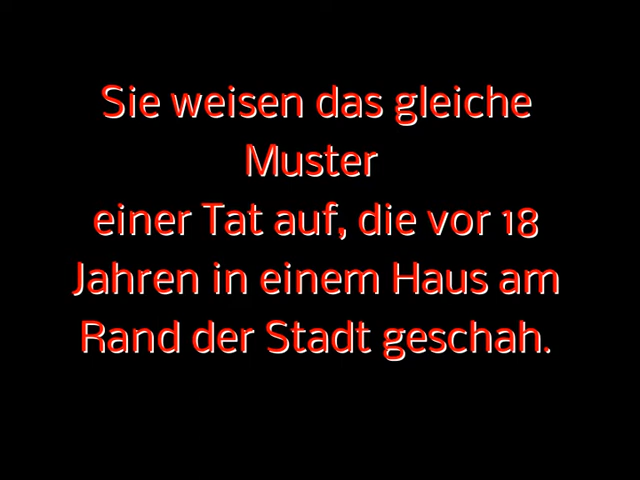 Sie weisen das gleiche
Muster
einer Tat auf, die vor 18
Jahren in einem Haus am
Rand der Stadt geschah.